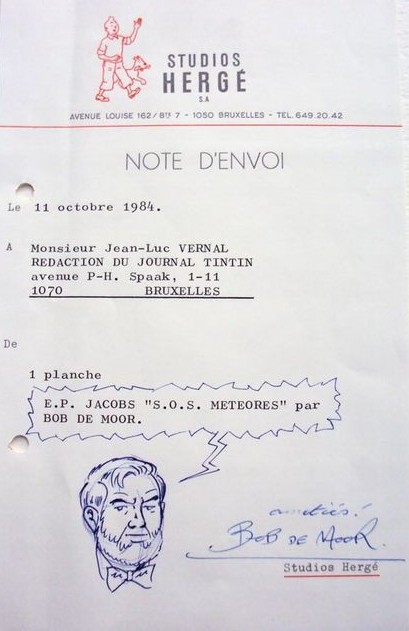 STUDIOS
HERGÉ
S.A
AVENUE LOUISE 162/Bte 7 - 1050 BRUXELLES - TEL. 649.20.42
NOTE D'ENVOI
Le 11 octobre 1984.
A Monsieur Jean-Luc VERNAL
REDACTION DU JOURNAL TINTIN
avenue P-H. Spaak, 1-11
1070 BRUXELLES
De
1 planche
E.P. JACOBS "S.O.S. METEORES" par
BOB DE MOOR.
amitiés!
BOB DE MOOR.
Studios Hergé